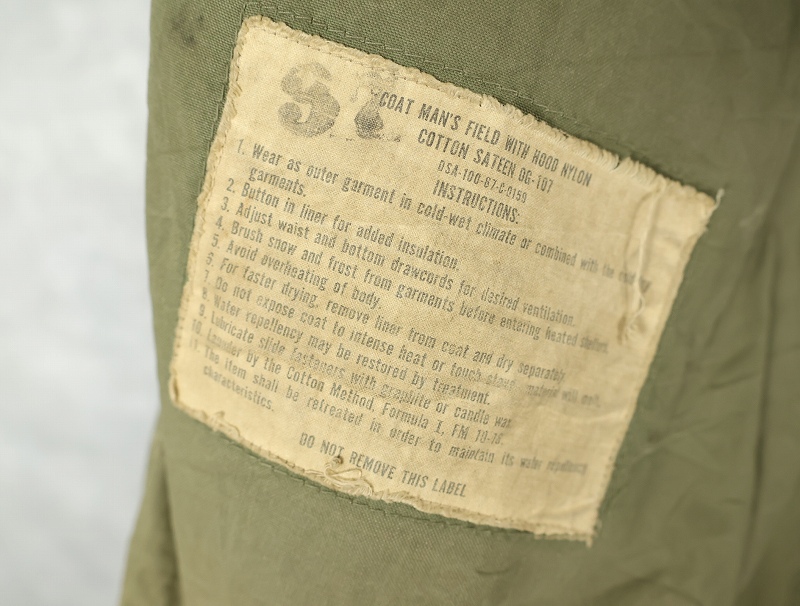 COAT MAN'S FIELD WITH HOOD NYLON
COTTON SATEEN OG-107
DSA-100-67-C-0159
INSTRUCTIONS:
1. Wear as outer garment in cold-wet climate or combined with the
garments.
2. Button in liner for added insulation.
3. Adjust waist and bottom drawcords for desired ventilation.
4. Brush snow and frost from garments before entering heated shelters.
5. Avoid overheating of body.
6. For faster drying, remove liner from coat and dry separately.
7. Do not expose coat to intense heat or touch stove
8. Water repellency may be restored by treatment.
9. Lubricate slide fasteners with graphite or candle wax.
10. Launder by the Cotton Method, Formula I, FM 10-16.
11. The item shall be retreated in order to maintain its water repellency
characteristics.
DO NOT REMOVE THIS LABEL